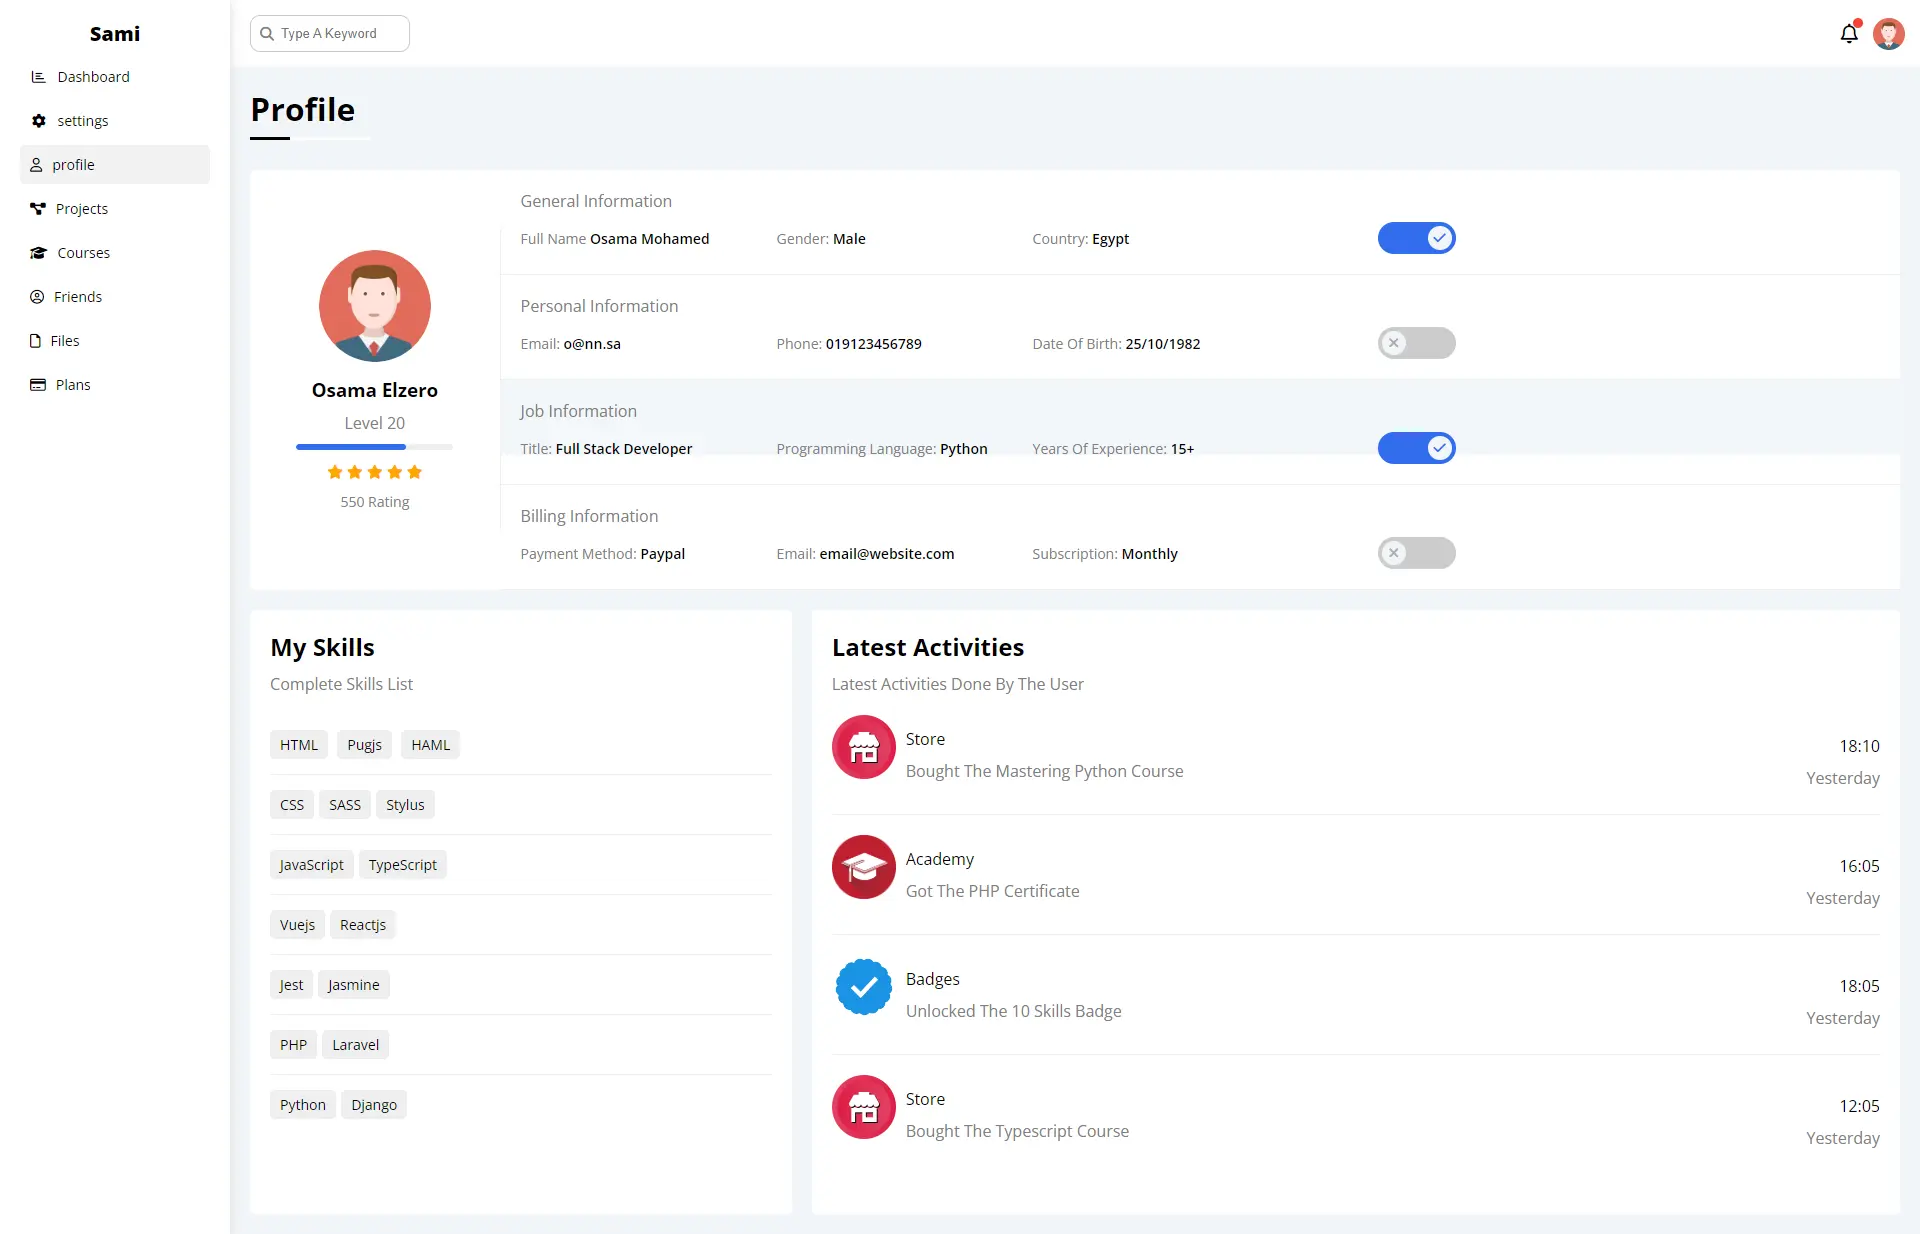 Sami
Dashboard
settings
profile
Projects
Courses
Friends
Files
Plans
Type A Keyword
Profile
Osama Elzero
Level 20
550 Rating
General Information
Full Name Osama Mohamed Gender: Male Country: Egypt
Personal Information
Email: o@nn.sa Phone: 019123456789 Date Of Birth: 25/10/1982
Job Information
Title: Full Stack Developer Programming Language: Python Years Of Experience: 15+
Billing Information
Payment Method: Paypal Email: email@website.com Subscription: Monthly
My Skills
Complete Skills List
HTML Pugjs HAML
CSS SASS Stylus
JavaScript TypeScript
Vuejs Reactjs
Jest Jasmine
PHP Laravel
Python Django
Latest Activities
Latest Activities Done By The User
Store 18:10
Bought The Mastering Python Course Yesterday
Academy 16:05
Got The PHP Certificate Yesterday
Badges 18:05
Unlocked The 10 Skills Badge Yesterday
Store 12:05
Bought The Typescript Course Yesterday